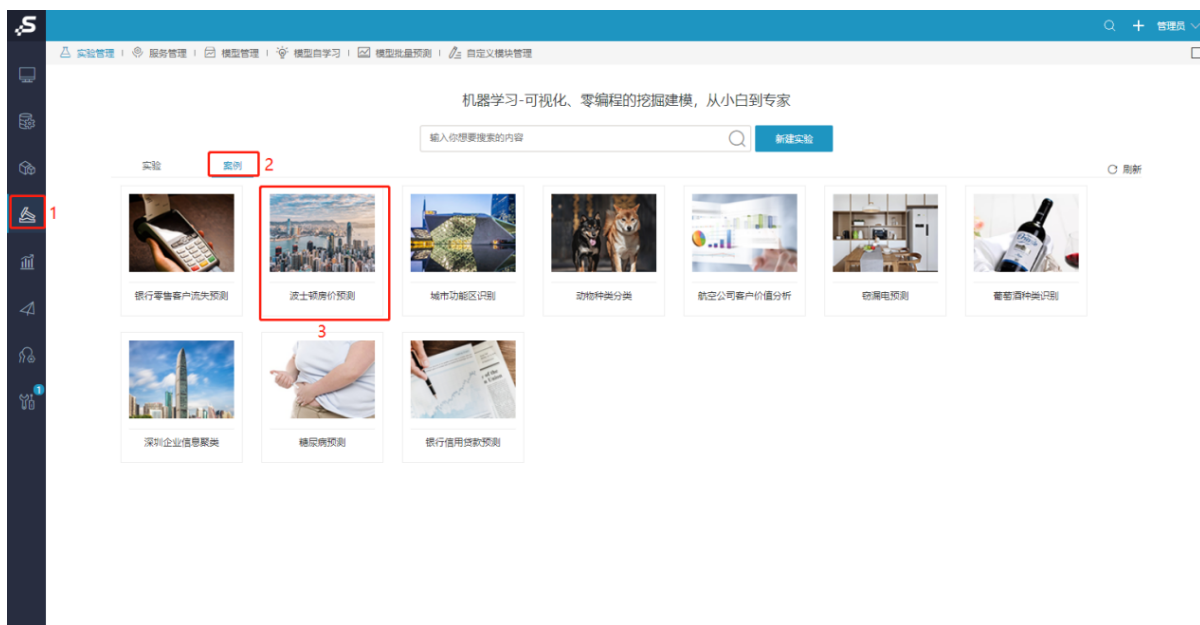 S
管理员
实验管理 | 服务管理 | 模型管理 | 模型自学习 | 模型批量预测 | 自定义模块管理
机器学习-可视化、零编程的挖掘建模，从小白到专家
输入你想要搜索的内容 新建实验
实验 案例 2 刷新
1
银行零售客户流失预测 波士顿房价预测 城市功能区识别 动物种类分类 航空公司客户价值分析 窃漏电预测 葡萄酒种类识别
3
1
深圳企业信息聚类 糖尿病预测 银行信用贷款预测